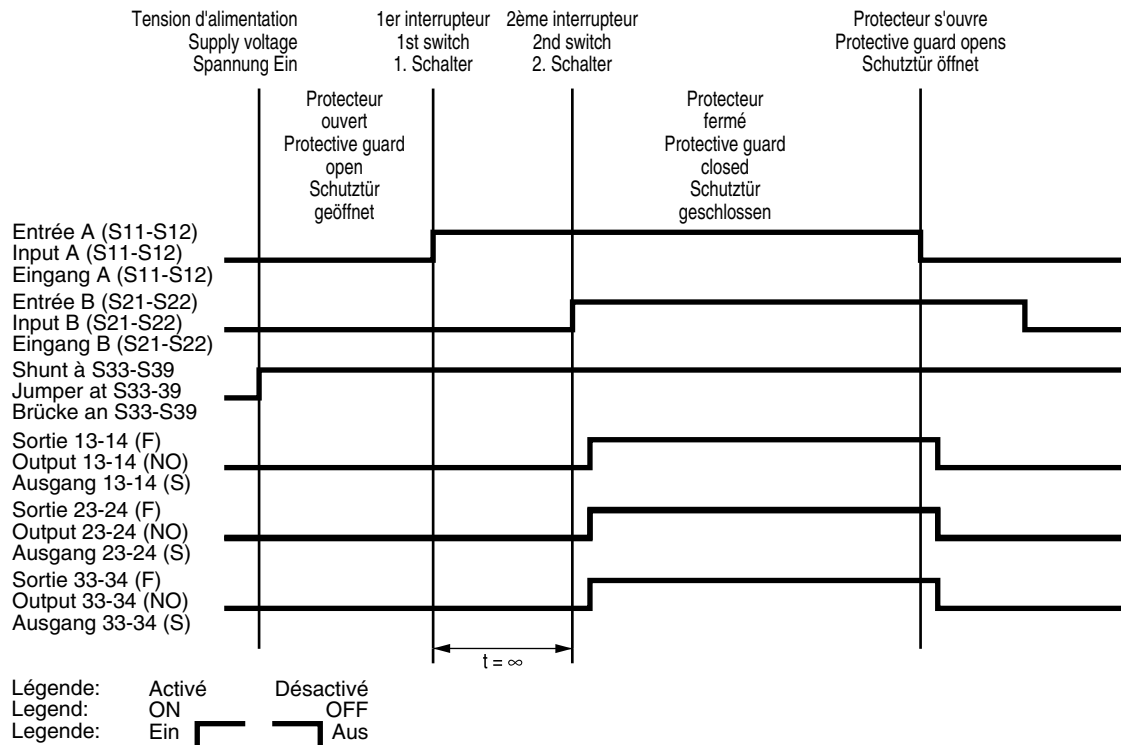 Tension d'alimentation
Supply voltage
Spannung Ein
1er interrupteur
1st switch
1. Schalter
2ème interrupteur
2nd switch
2. Schalter
Protecteur s'ouvre
Protective guard opens
Schutztür öffnet
Protecteur
ouvert
Protective guard
open
Schutztür
geöffnet
Protecteur
fermé
Protective guard
closed
Schutztür
geschlossen
Entrée A (S11-S12)
Input A (S11-S12)
Eingang A (S11-S12)
Entrée B (S21-S22)
Input B (S21-S22)
Eingang B (S21-S22)
Shunt à S33-S39
Jumper at S33-39
Brücke an S33-S39
Sortie 13-14 (F)
Output 13-14 (NO)
Ausgang 13-14 (S)
Sortie 23-24 (F)
Output 23-24 (NO)
Ausgang 23-24 (S)
Sortie 33-34 (F)
Output 33-34 (NO)
Ausgang 33-34 (S)
t = ∞
Légende: Activé Désactivé
Legend: ON OFF
Legende: Ein Aus